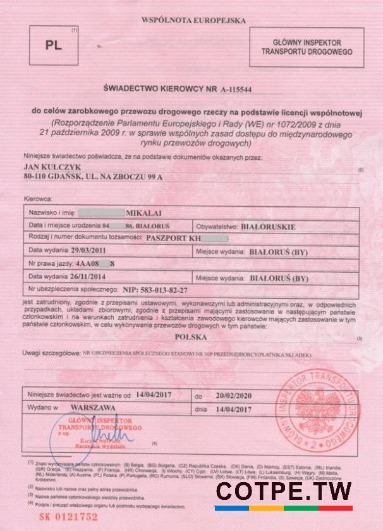 WSPÓLNOTA EUROPEJSKA
(1)
PL
GŁÓWNY INSPEKTOR
TRANSPORTU DROGOWEGO
ŚWIADECTWO KIEROWCY NR A-115544
do celów zarobkowego przewozu drogowego rzeczy na podstawie licencji wspólnotowej
(Rozporządzenie Parlamentu Europejskiego i Rady (WE) nr 1072/2009 z dnia
21 października 2009 r. w sprawie wspólnych zasad dostępu do międzynarodowego
rynku przewozów drogowych)
Niniejsze świadectwo poświadcza, że na podstawie dokumentów okazanych przez:
JAN KULCZYK
80-110 GDAŃSK, UL. NA ZBOCZU 99 A
Kierowca:
Nazwisko i imię: MIKALAI
Data i miejsce urodzenia 04 86, BIAŁORUŚ Obywatelstwo: BIAŁORUSKIE
Rodzaj i numer dokumentu tożsamości: PASZPORT KH
Data wydania 29/03/2011 Miejsce wydania: BIAŁORUŚ (BY)
Nr prawa jazdy: 4AA08 8
Data wydania 26/11/2014 Miejsce wydania: BIAŁORUŚ (BY)
Nr ubezpieczenia społecznego: NIP: 583-013-82-27
jest zatrudniony, zgodnie z przepisami ustawowymi, wykonawczymi lub administracyjnymi oraz, w odpowiednich
przypadkach, układami zbiorowymi, zgodnie z przepisami mającymi zastosowanie w następującym państwie
członkowskim i na warunkach zatrudnienia i kształcenia zawodowego kierowców mających zastosowanie w tym
państwie członkowskim, w celu wykonywania przewozów drogowych w tym państwie:
POLSKA
Uwagi szczególne: NR UBEZPIECZENIA SPOŁECZNEGO STANOWI NR NIP PRZEDSIĘBIORCY(PŁATNIKA SKŁADEK)
Niniejsze świadectwo jest ważne od 14/04/2017 do 20/02/2020
Wydano w WARSZAWA dnia 14/04/2017
GŁÓWNY INSPEKTOR
TRANSPORTU DROGOWEGO
Naczelnik Wydziału
COTPE.TW
SK 0121752